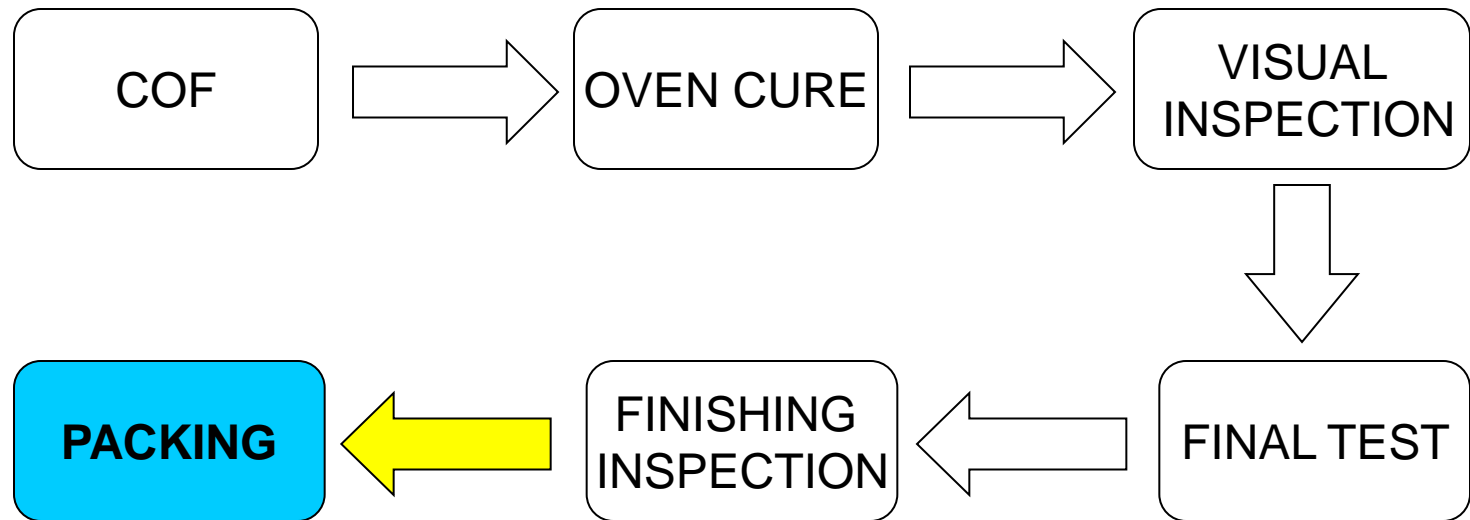 COF
OVEN CURE
VISUAL
INSPECTION
FINAL TEST
FINISHING
INSPECTION
PACKING